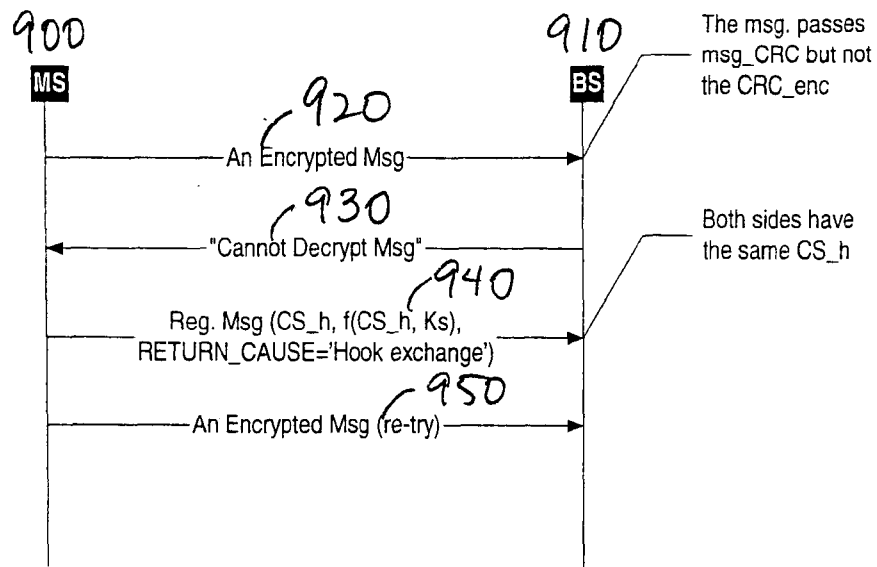 900
910
The msg. passes
msg_CRC but not
the CRC_enc
MS
BS
920
An Encrypted Msg
930
"Cannot Decrypt Msg"
Both sides have
the same CS_h
940
Reg. Msg (CS_h, f(CS_h, Ks),
RETURN_CAUSE='Hook exchange')
950
An Encrypted Msg (re-try)